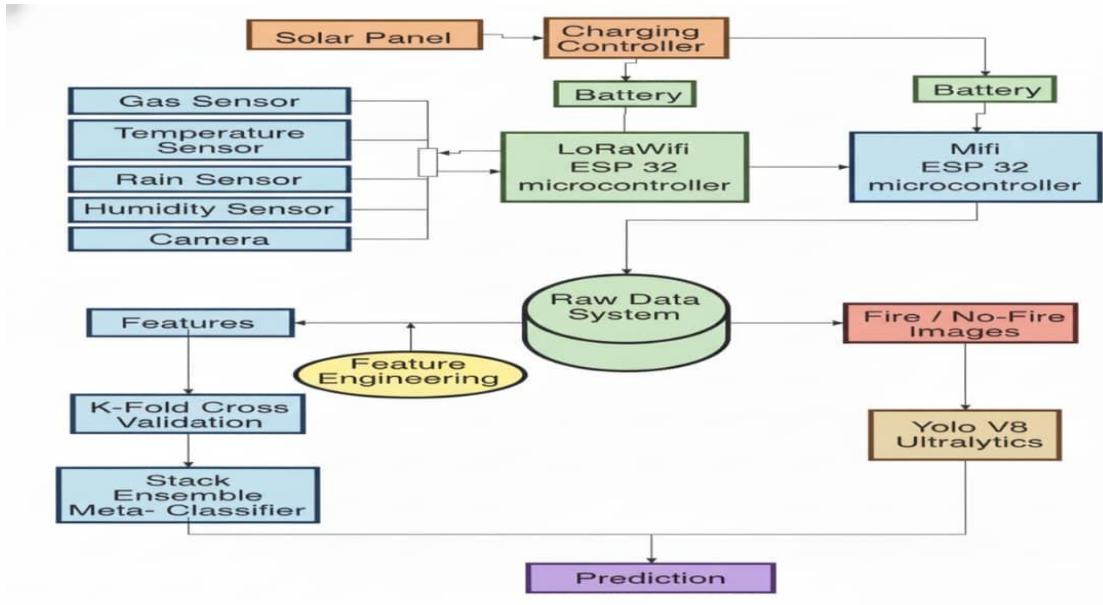 Solar Panel
Charging
Controller
Battery
Battery
Gas Sensor
Temperature
Sensor
Rain Sensor
Humidity Sensor
Camera
LoRaWifi
ESP 32
microcontroller
Mifi
ESP 32
microcontroller
Raw Data
System
Features
Feature
Engineering
Fire / No-Fire
Images
K-Fold Cross
Validation
Yolo V8
Ultralytics
Stack
Ensemble
Meta- Classifier
Prediction